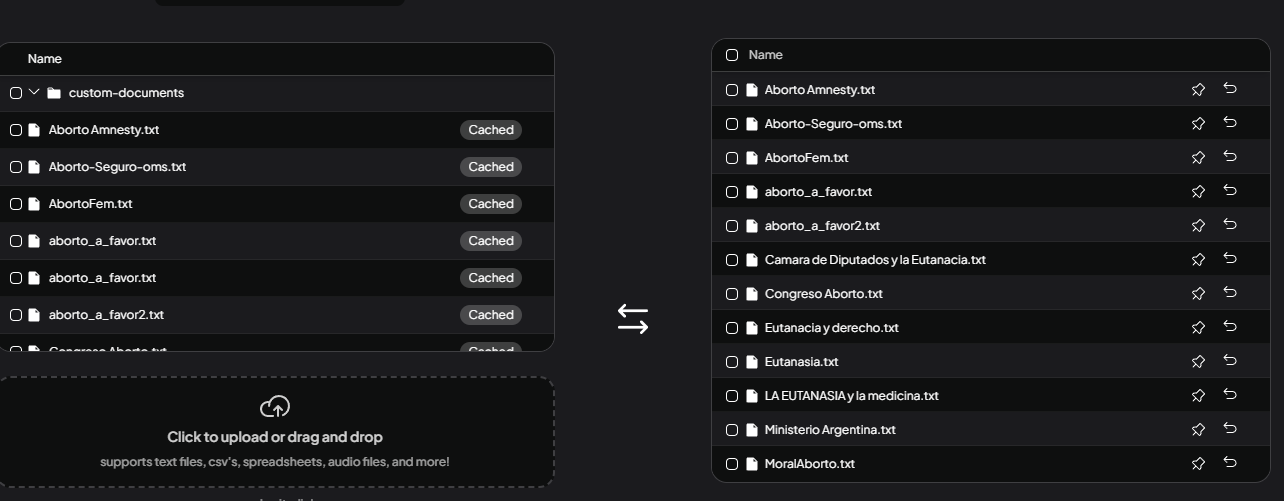 Name
custom-documents
Aborto Amnesty.txt Cached
Aborto-Seguro-oms.txt Cached
AbortoFem.txt Cached
aborto_a_favor.txt Cached
aborto_a_favor.txt Cached
aborto_a_favor2.txt Cached
Congreso Aborto.txt Cached
Click to upload or drag and drop
supports text files, csv's, spreadsheets, audio files, and more!
Name
Aborto Amnesty.txt
Aborto-Seguro-oms.txt
AbortoFem.txt
aborto_a_favor.txt
aborto_a_favor2.txt
Camara de Diputados y la Eutanacia.txt
Congreso Aborto.txt
Eutanacia y derecho.txt
Eutanasia.txt
LA EUTANASIA y la medicina.txt
Ministerio Argentina.txt
MoralAborto.txt